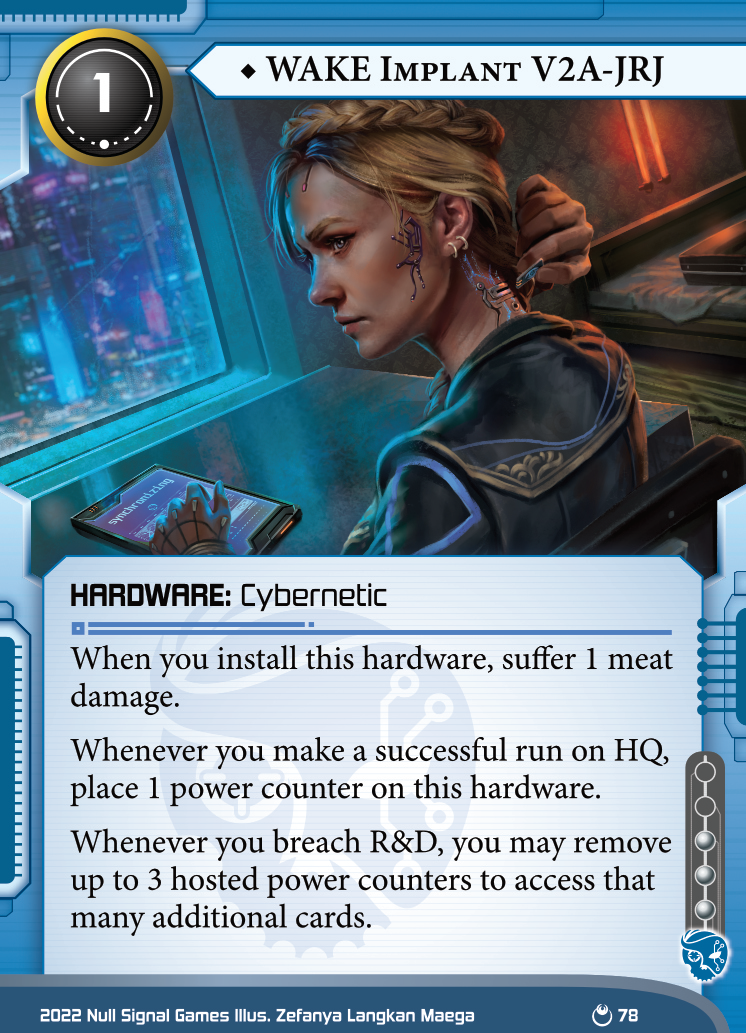 1
◆ WAKE Implant V2A-JRJ
synchronizing
HARDWARE: Cybernetic
When you install this hardware, suffer 1 meat
damage.
Whenever you make a successful run on HQ,
place 1 power counter on this hardware.
Whenever you breach R&D, you may remove
up to 3 hosted power counters to access that
many additional cards.
2022 Null Signal Games Illus. Zefanya Langkan Maega
78